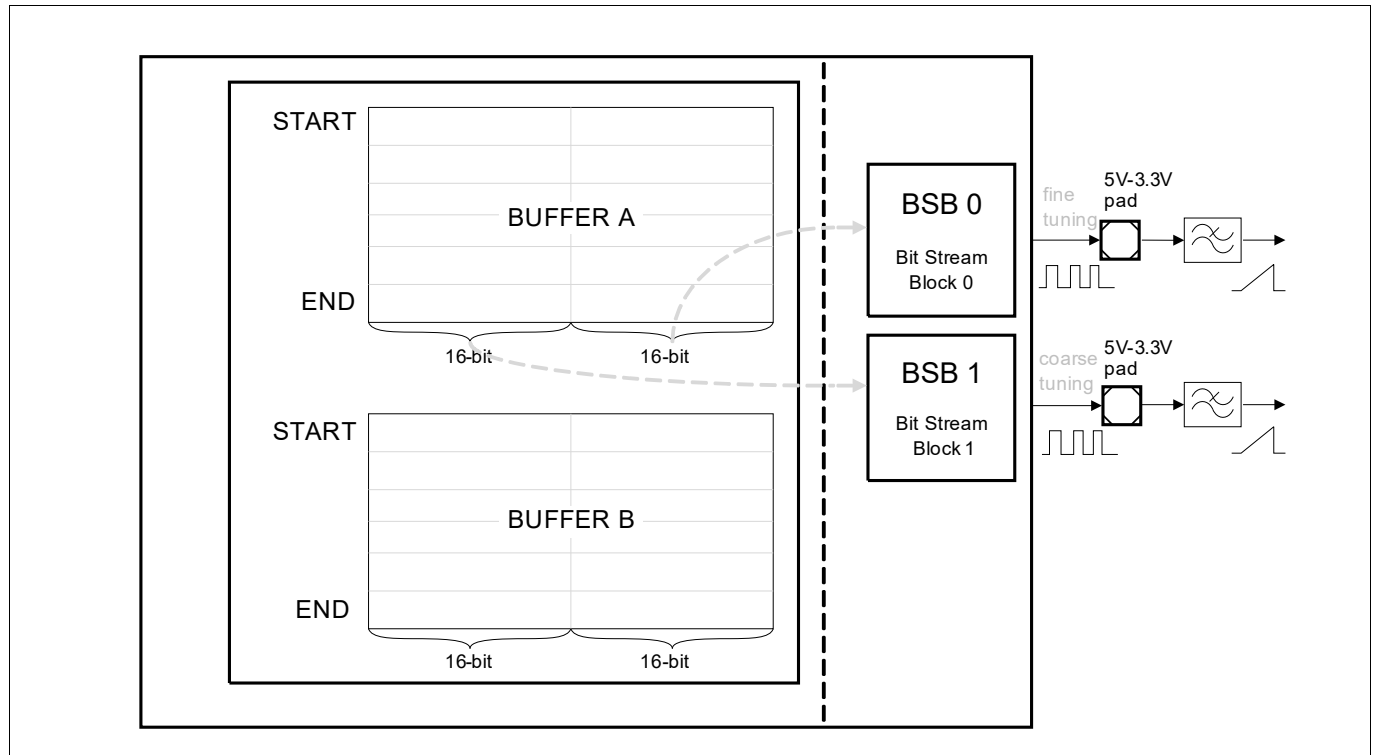 START
BUFFER A
END
16-bit
16-bit
START
BUFFER B
END
16-bit
16-bit
BSB 0
Bit Stream
Block 0
BSB 1
Bit Stream
Block 1
fine
tuning
5V-3.3V
pad
coarse
tuning
5V-3.3V
pad